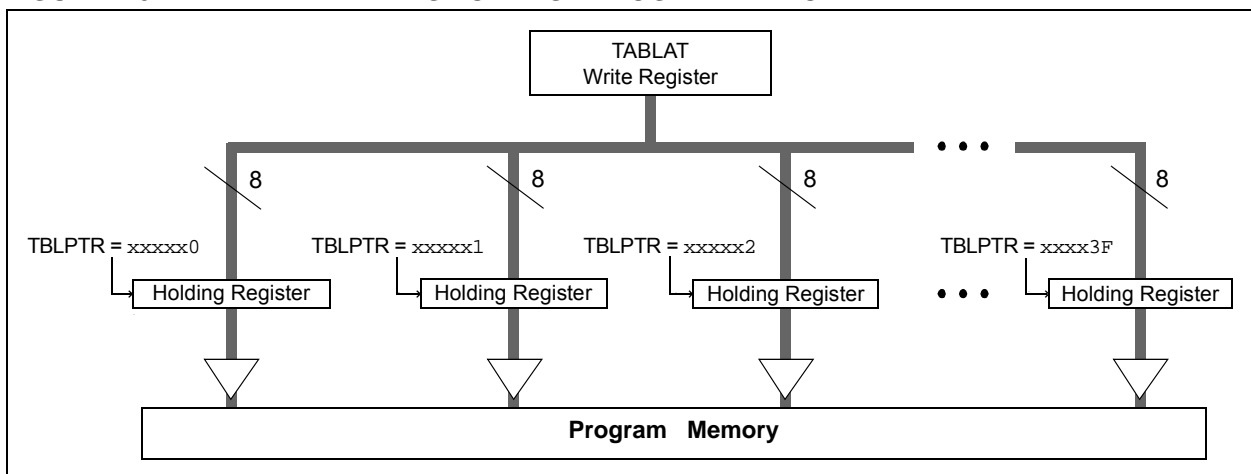 TABLAT
Write Register
8 8 8 8
TBLPTR = xxxxx0 TBLPTR = xxxxx1 TBLPTR = xxxxx2 TBLPTR = xxxx3F
Holding Register Holding Register Holding Register Holding Register
Program Memory